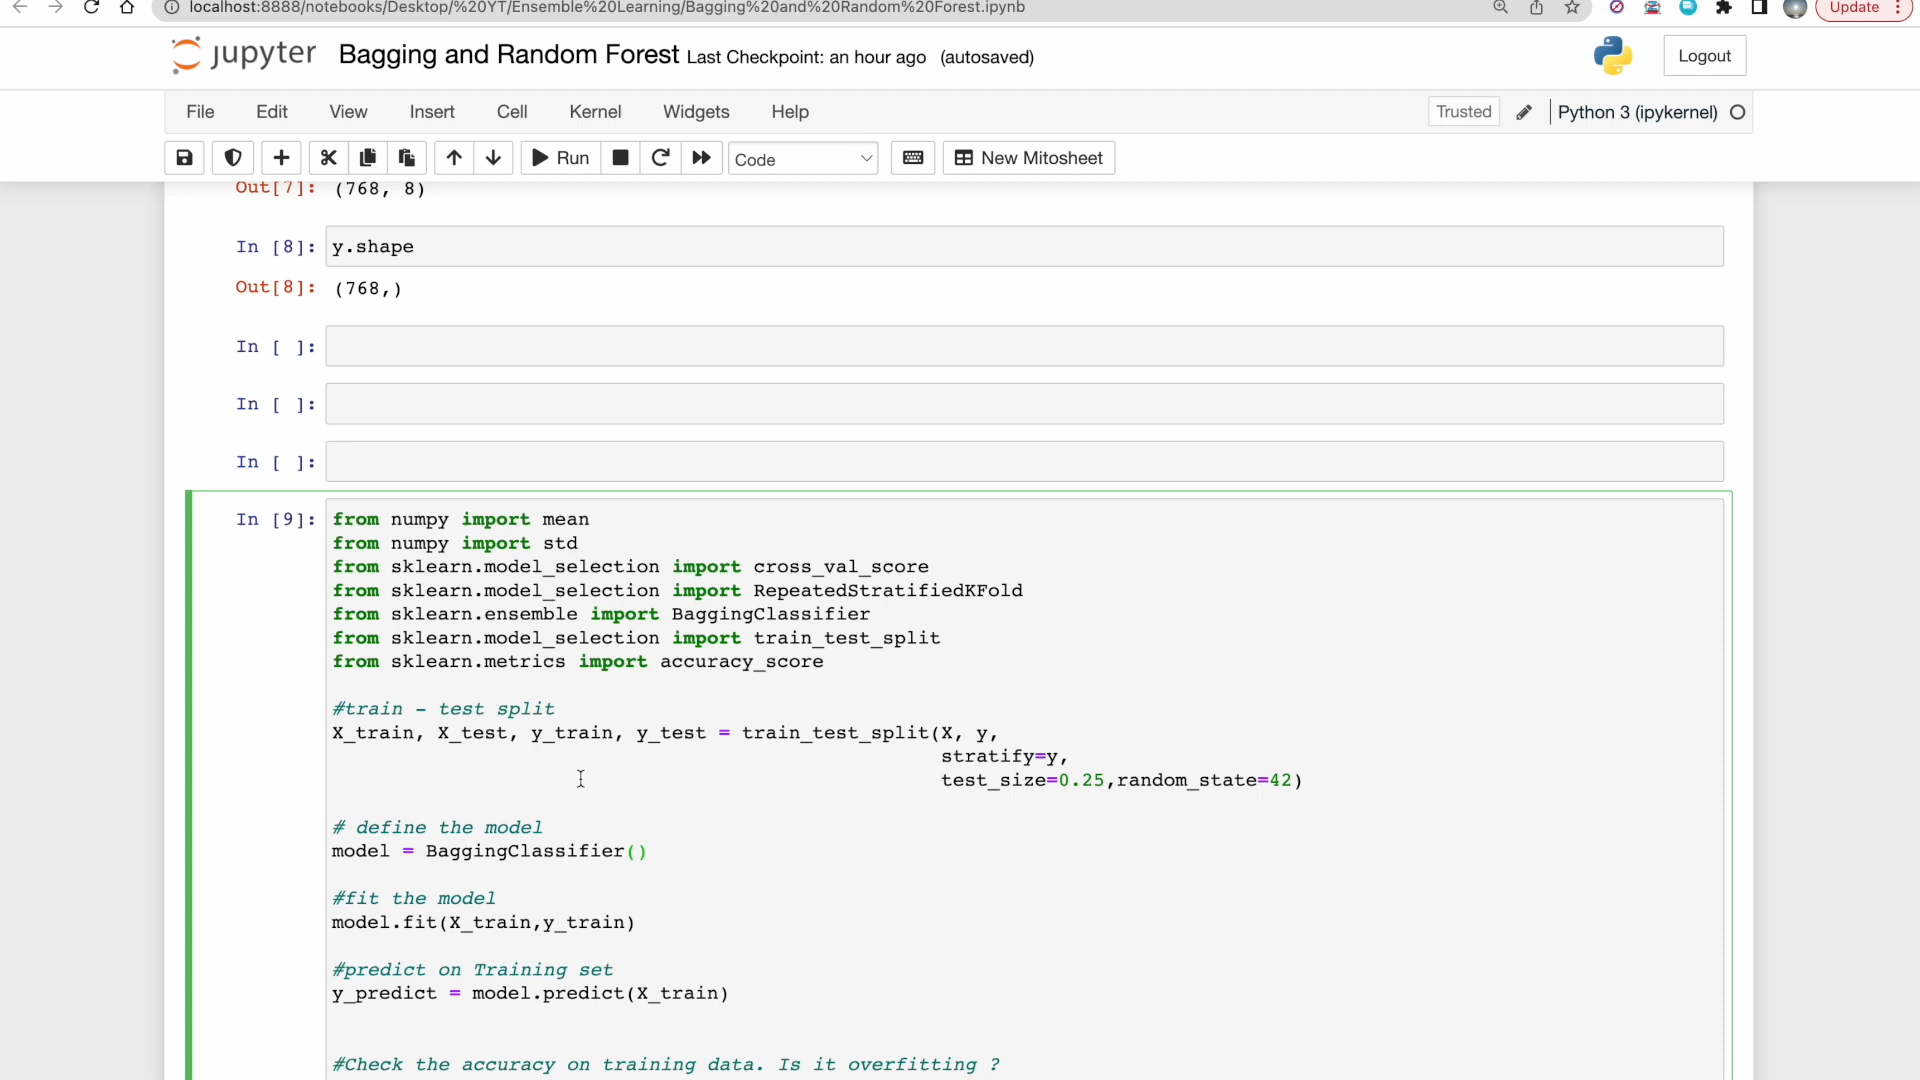 localhost:8888/notebooks/Desktop/%20YT/Ensemble%20Learning/Bagging%20and%20Random%20Forest.ipynb
Update
jupyter Bagging and Random Forest Last Checkpoint: an hour ago (autosaved)
Logout
File Edit View Insert Cell Kernel Widgets Help
Trusted
Python 3 (ipykernel)
Run
Code
New Mitosheet
Out[7]: (768, 8)
In [8]: y.shape
Out[8]: (768,)
In [ ]:
In [ ]:
In [ ]:
In [9]: from numpy import mean
from numpy import std
from sklearn.model_selection import cross_val_score
from sklearn.model_selection import RepeatedStratifiedKFold
from sklearn.ensemble import BaggingClassifier
from sklearn.model_selection import train_test_split
from sklearn.metrics import accuracy_score
#train - test split
X_train, X_test, y_train, y_test = train_test_split(X, y,
stratify=y,
test_size=0.25,random_state=42)
# define the model
model = BaggingClassifier()
#fit the model
model.fit(X_train,y_train)
#predict on Training set
y_predict = model.predict(X_train)
#Check the accuracy on training data. Is it overfitting ?